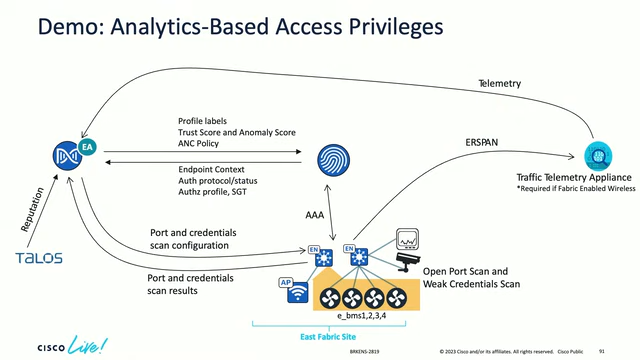 Demo: Analytics-Based Access Privileges
Telemetry
Profile labels
Trust Score and Anomaly Score
ANC Policy
EA
ERSPAN
Endpoint Context
Auth protocol/status
Authz profile, SGT
Traffic Telemetry Appliance
*Required if Fabric Enabled Wireless
Reputation
AAA
Port and credentials
scan configuration
TALOS
EN
EN
Port and credentials
scan results
AP
Open Port Scan and
Weak Credentials Scan
e_bms1,2,3,4
East Fabric Site
CISCO Live!
BRKENS-2819
© 2023 Cisco and/or its affiliates. All rights reserved. Cisco Public
91